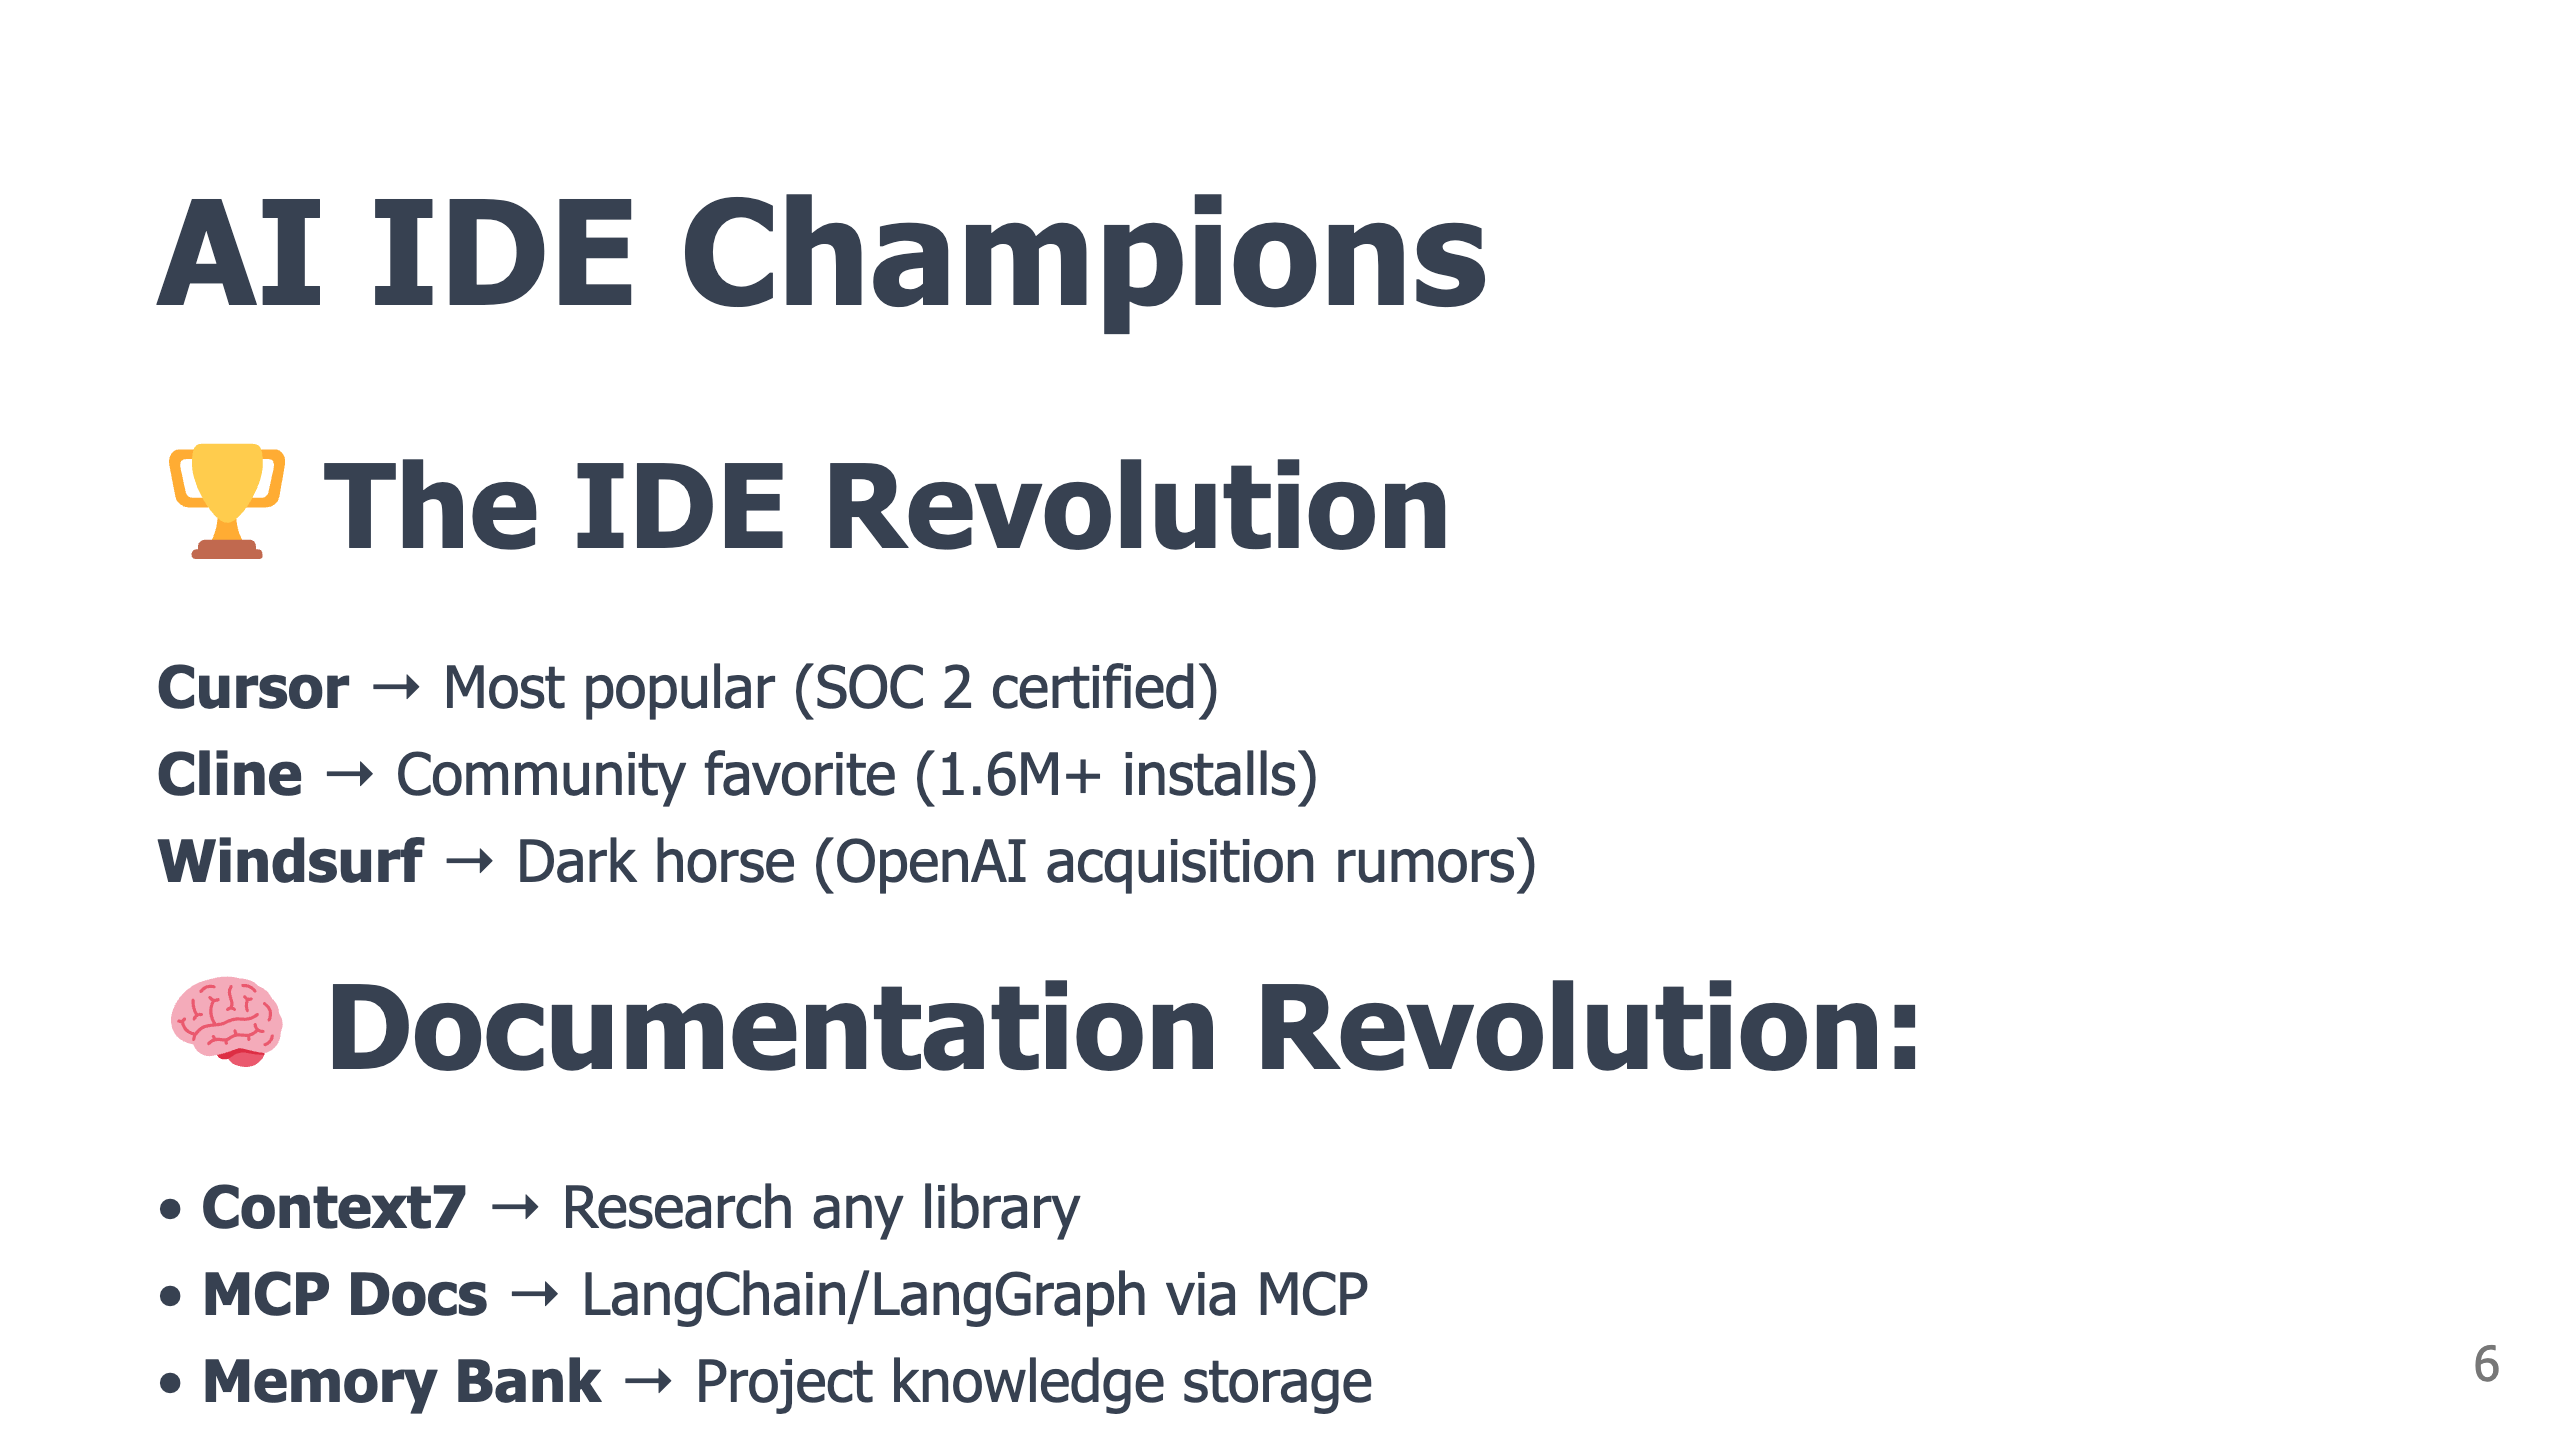 AI IDE Champions
🏆 The IDE Revolution
Cursor → Most popular (SOC 2 certified)
Cline → Community favorite (1.6M+ installs)
Windsurf → Dark horse (OpenAI acquisition rumors)
🧠 Documentation Revolution:
• Context7 → Research any library
• MCP Docs → LangChain/LangGraph via MCP
• Memory Bank → Project knowledge storage
6